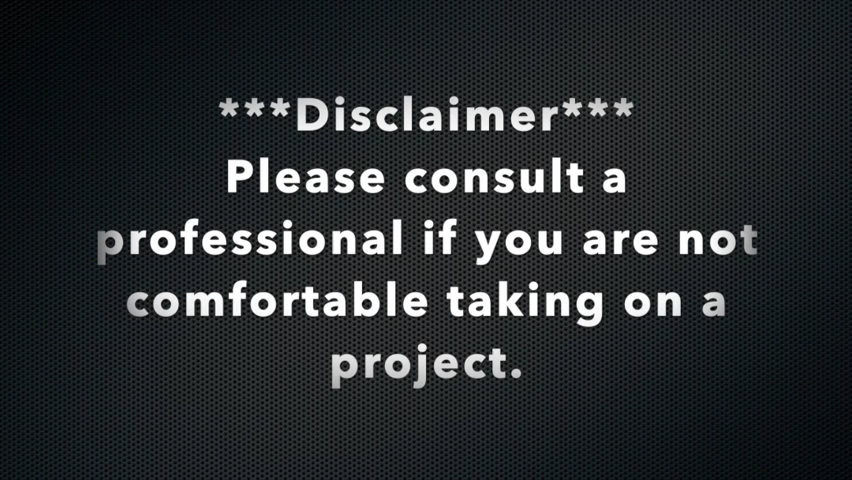 ***Disclaimer***
Please consult a
professional if you are not
comfortable taking on a
project.